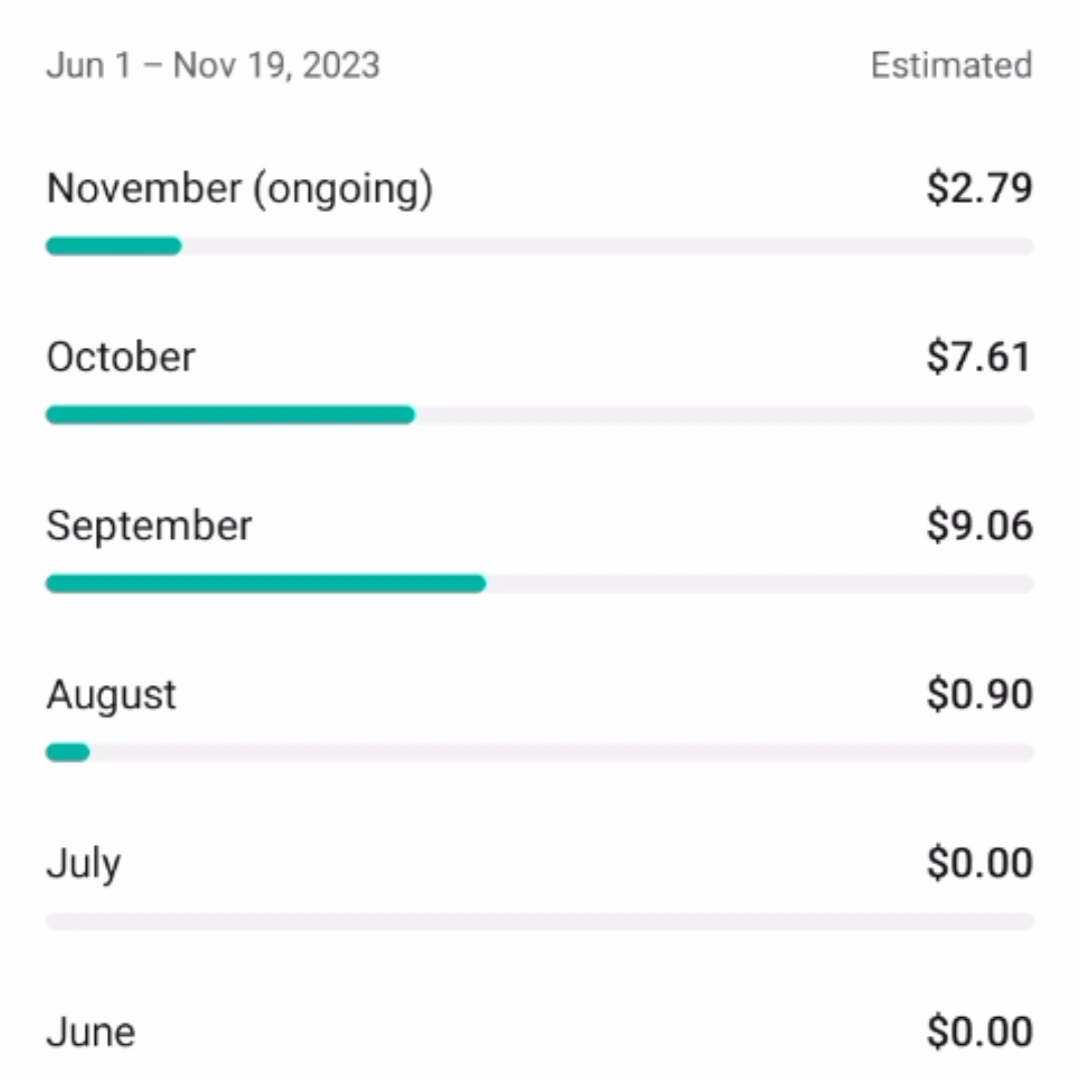 Jun 1 – Nov 19, 2023 Estimated
November (ongoing) $2.79
October $7.61
September $9.06
August $0.90
July $0.00
June $0.00